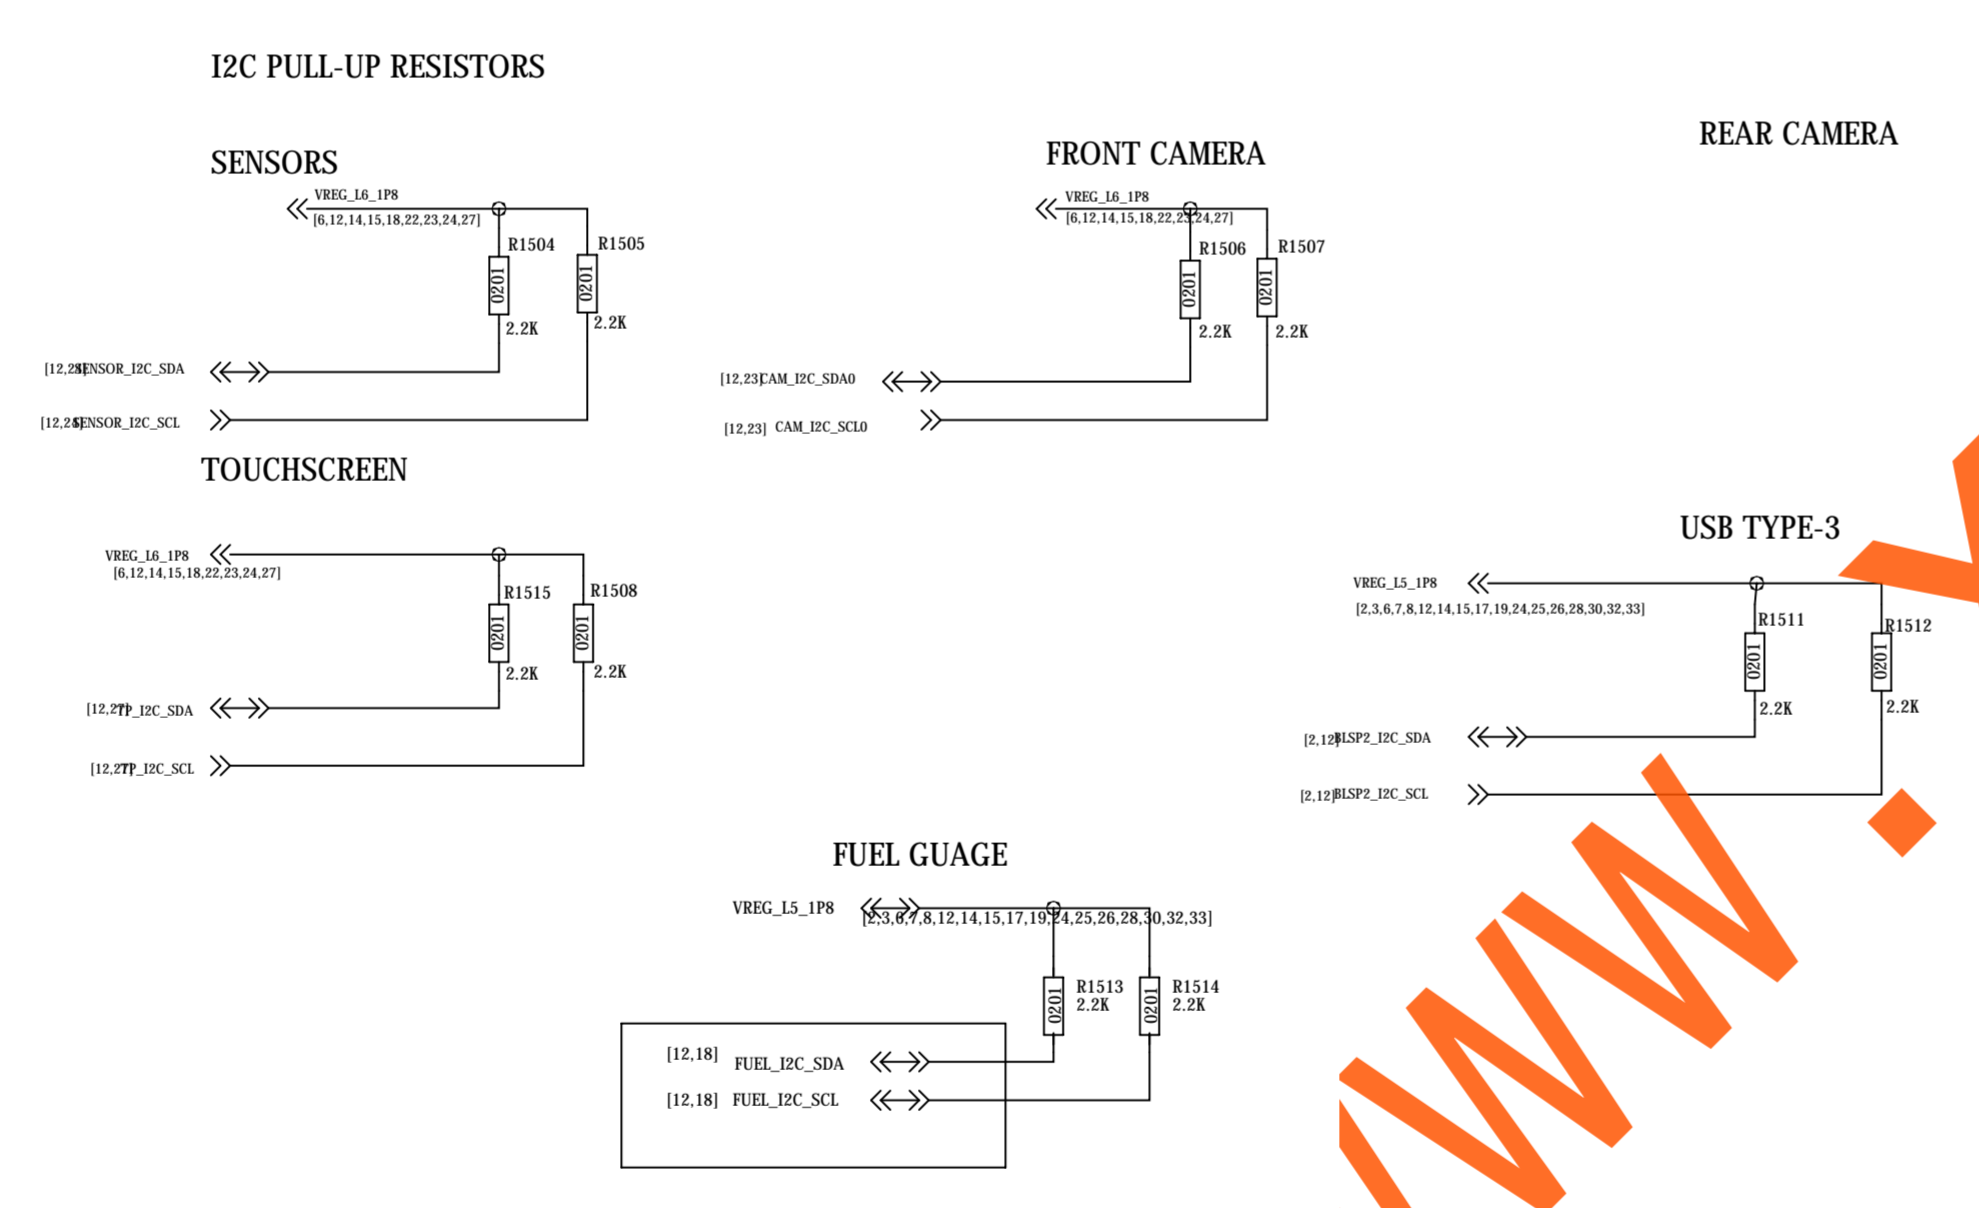 I2C PULL-UP RESISTORS
REAR CAMERA
FRONT CAMERA
SENSORS
VREG_L6_1P8
[6,12,14,15,18,22,23,24,27]
R1504
R1505
0201
0201
2.2K
2.2K
SENSOR_I2C_SDA
SENSOR_I2C_SCL
VREG_L6_1P8
[6,12,14,15,18,22,23,24,27]
R1506
R1507
0201
0201
2.2K
2.2K
[12,23] CAM_I2C_SDA0
[12,23] CAM_I2C_SCL0
TOUCHSCREEN
VREG_L6_1P8
[6,12,14,15,18,22,23,24,27]
R1515
R1508
0201
0201
2.2K
2.2K
[12,27] TP_I2C_SDA
[12,27] TP_I2C_SCL
USB TYPE-3
VREG_L5_1P8
[2,3,6,7,8,12,14,15,17,19,24,25,26,28,30,32,33]
R1511
R1512
0201
0201
2.2K
2.2K
[2,12] BLSP2_I2C_SDA
[2,12] BLSP2_I2C_SCL
FUEL GUAGE
VREG_L5_1P8
[2,3,6,7,8,12,14,15,17,19,24,25,26,28,30,32,33]
R1513
2.2K
R1514
2.2K
0201
0201
[12,18] FUEL_I2C_SDA
[12,18] FUEL_I2C_SCL
WWW.